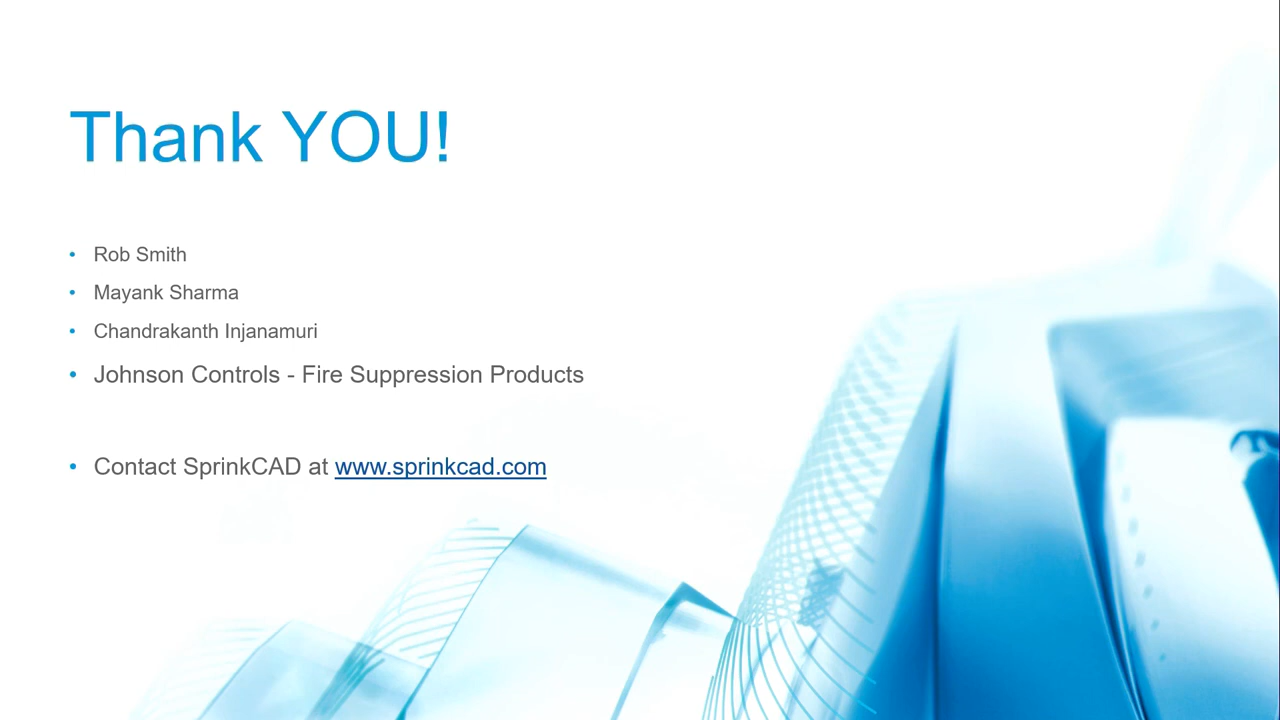 Thank YOU!
• Rob Smith
• Mayank Sharma
• Chandrakanth Injanamuri
• Johnson Controls - Fire Suppression Products
• Contact SprinkCAD at www.sprinkcad.com